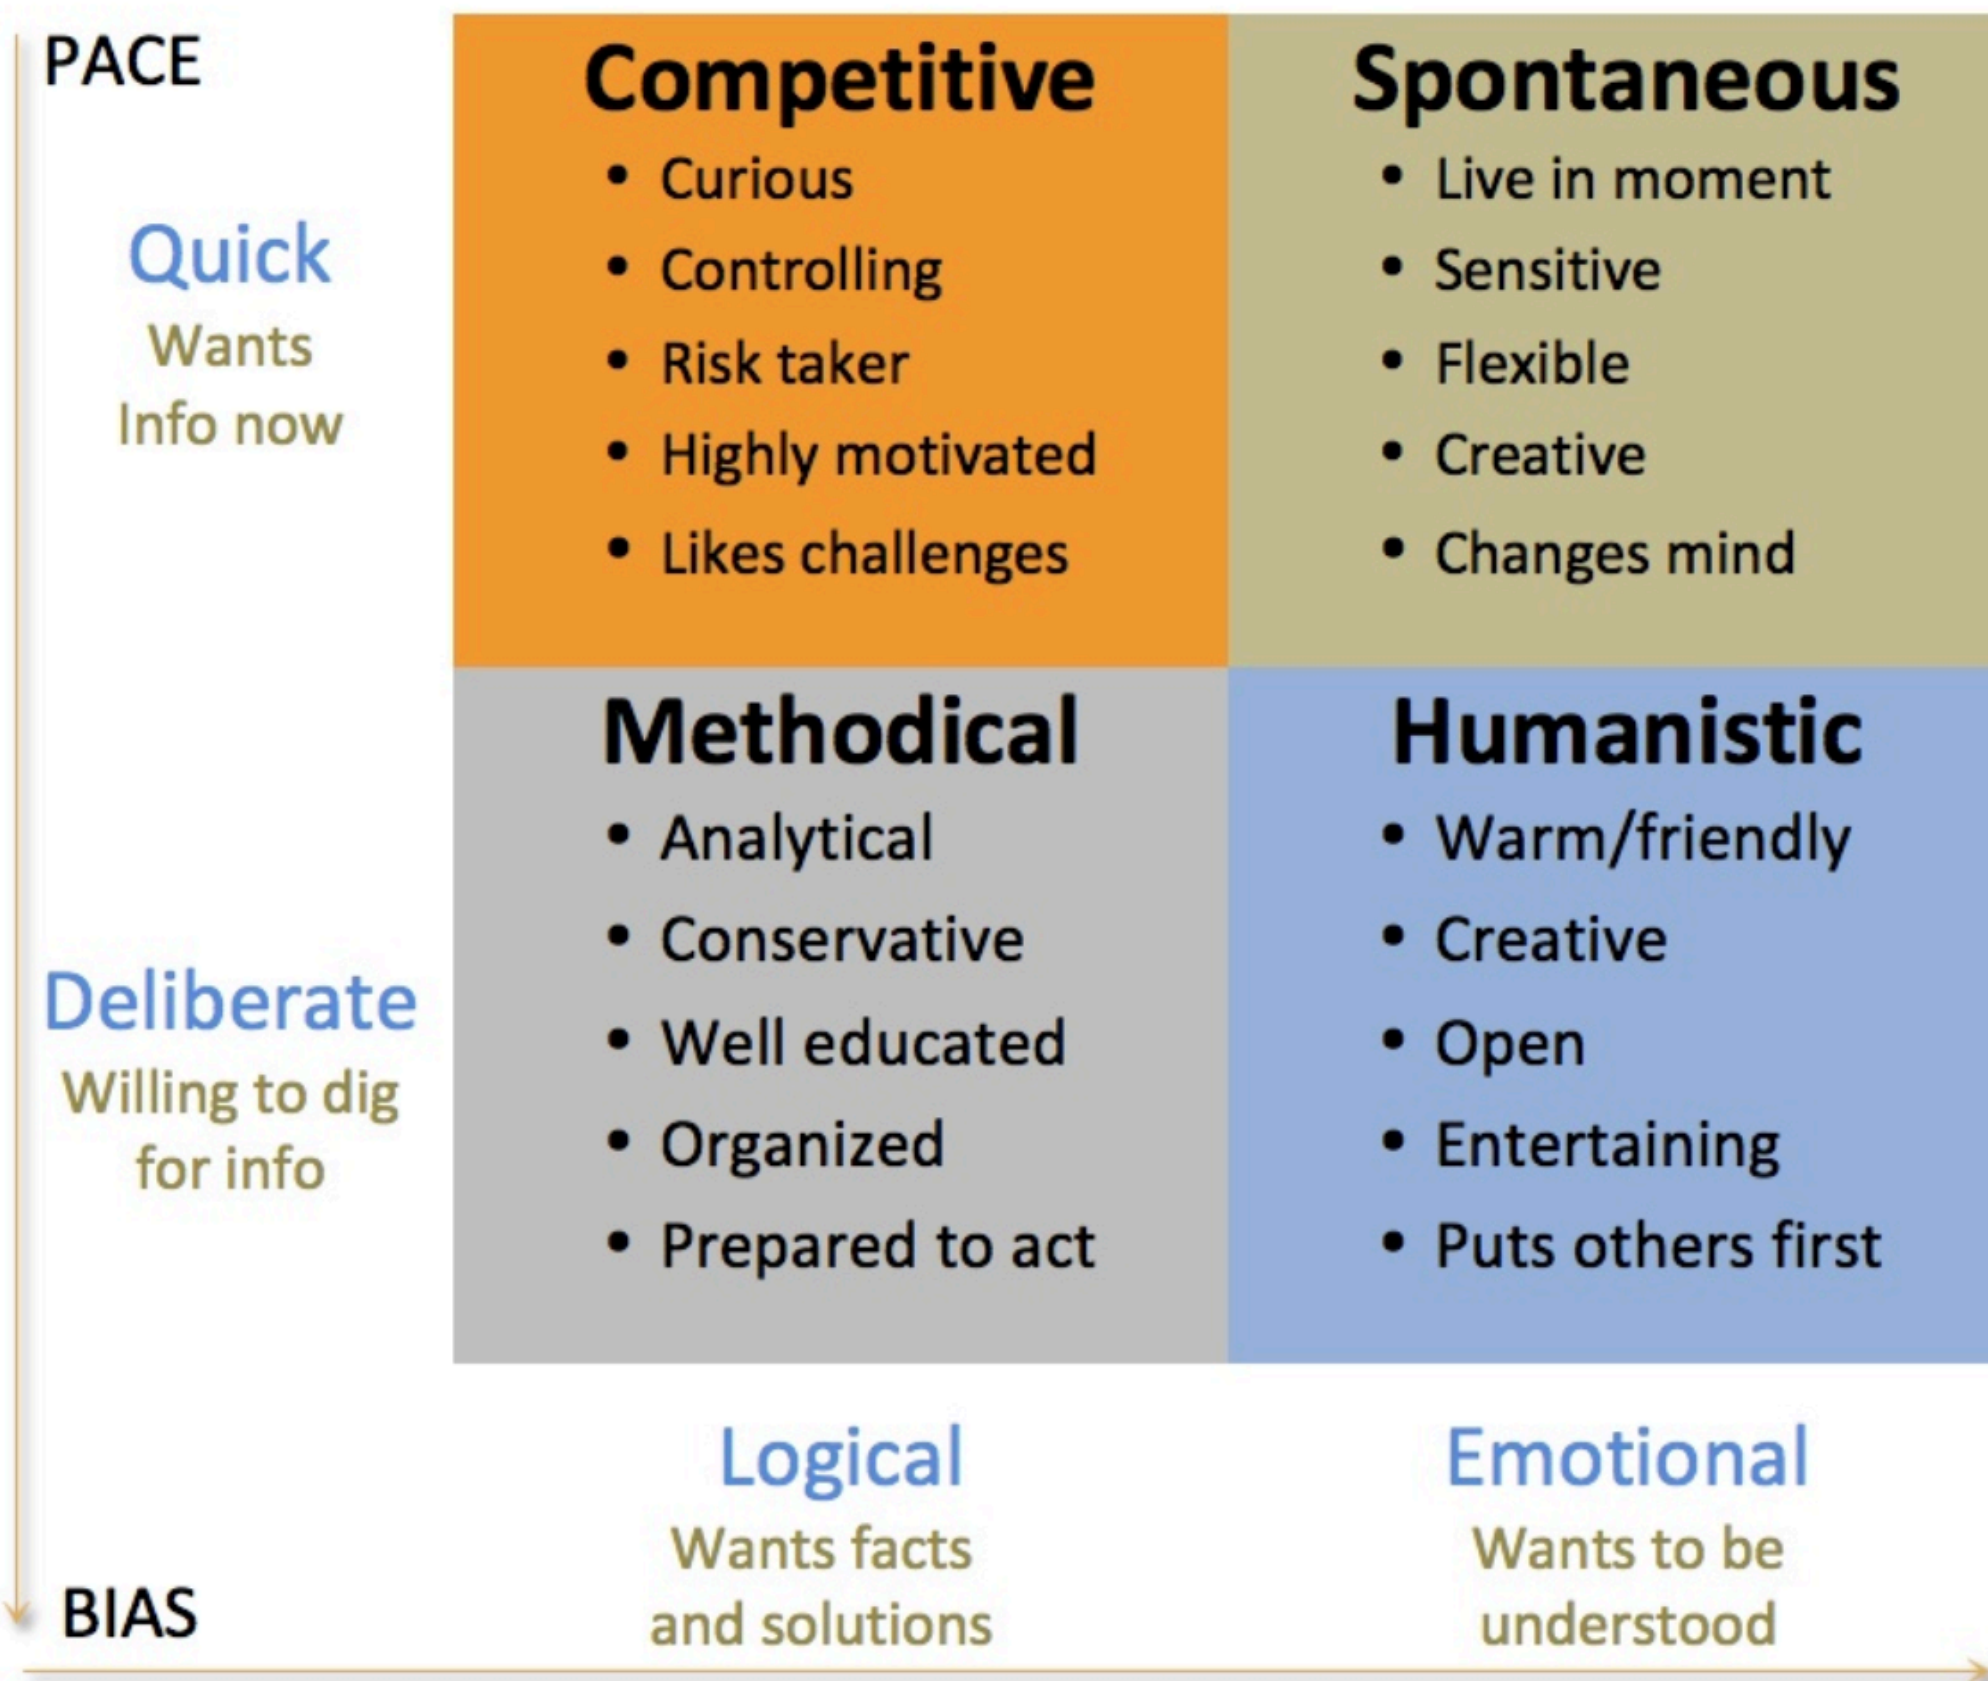 PACE
Quick
Wants
Info now
Competitive
• Curious
• Controlling
• Risk taker
• Highly motivated
• Likes challenges
Spontaneous
• Live in moment
• Sensitive
• Flexible
• Creative
• Changes mind
Deliberate
Willing to dig
for info
Methodical
• Analytical
• Conservative
• Well educated
• Organized
• Prepared to act
Humanistic
• Warm/friendly
• Creative
• Open
• Entertaining
• Puts others first
BIAS
Logical
Wants facts
and solutions
Emotional
Wants to be
understood